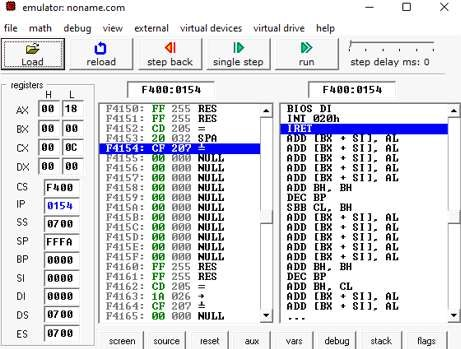 emulator: noname.com
file math debug view external virtual devices virtual drive help
Load reload step back single step run step delay ms: 0
registers F400:0154 F400:0154
H L
AX 00 18
BX 00 00
CX 00 0C
DX 00 00
CS F400
IP 0154
SS 0700
SP FFFA
BP 0000
SI 0000
DI 0000
DS 0700
ES 0700
F4150: FF 255 RES
F4151: FF 255 RES
F4152: CD 205 =
F4153: 20 032 SPA
F4154: CF 207 ╧
F4155: 00 000 NULL
F4156: 00 000 NULL
F4157: 00 000 NULL
F4158: 00 000 NULL
F4159: 00 000 NULL
F415A: 00 000 NULL
F415B: 00 000 NULL
F415C: 00 000 NULL
F415D: 00 000 NULL
F415E: 00 000 NULL
F415F: 00 000 NULL
F4160: FF 255 RES
F4161: FF 255 RES
F4162: CD 205 =
F4163: 1A 026 →
F4164: CF 207 ╧
F4165: 00 000 NULL
BIOS DI
INT 020h
IRET
ADD [BX + SI], AL
ADD [BX + SI], AL
ADD [BX + SI], AL
ADD [BX + SI], AL
ADD [BX + SI], AL
ADD BH, BH
DEC BP
SBB CL, BH
ADD [BX + SI], AL
ADD [BX + SI], AL
ADD [BX + SI], AL
ADD [BX + SI], AL
ADD [BX + SI], AL
ADD BH, BH
DEC BP
ADD BH, CL
ADD [BX + SI], AL
ADD [BX + SI], AL
...
screen source reset aux vars debug stack flags